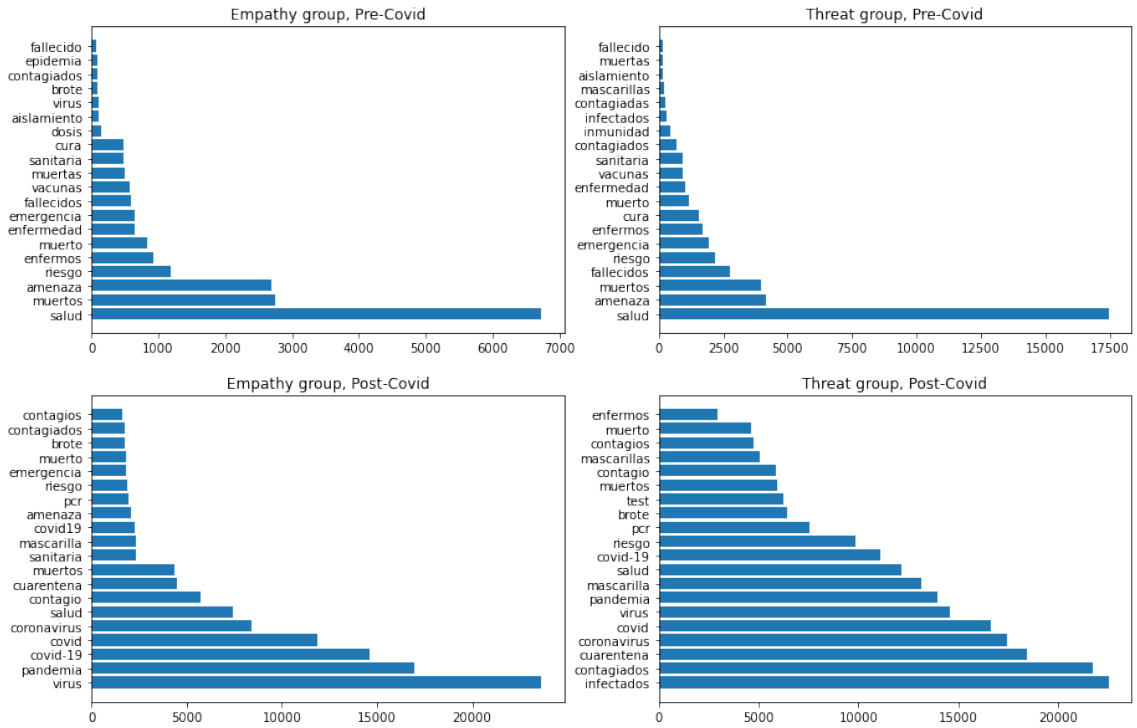 Empathy group, Pre-Covid
fallecido
epidemia
contagiados
brote
virus
aislamiento
dosis
cura
sanitaria
muertas
vacunas
fallecidos
emergencia
enfermedad
muerto
enfermos
riesgo
amenaza
muertos
salud
0 1000 2000 3000 4000 5000 6000 7000
Threat group, Pre-Covid
fallecido
muertas
aislamiento
mascarillas
contagiadas
infectados
inmunidad
contagiados
sanitaria
vacunas
enfermedad
muerto
cura
enfermos
emergencia
riesgo
fallecidos
muertos
amenaza
salud
0 2500 5000 7500 10000 12500 15000 17500
Empathy group, Post-Covid
contagios
contagiados
brote
muerto
emergencia
riesgo
pcr
amenaza
covid19
mascarilla
sanitaria
muertos
cuarentena
contagio
salud
coronavirus
covid
covid-19
pandemia
virus
0 5000 10000 15000 20000
Threat group, Post-Covid
enfermos
muerto
contagios
mascarillas
contagio
muertos
test
brote
pcr
riesgo
covid-19
salud
mascarilla
pandemia
virus
covid
coronavirus
cuarentena
contagiados
infectados
0 5000 10000 15000 20000